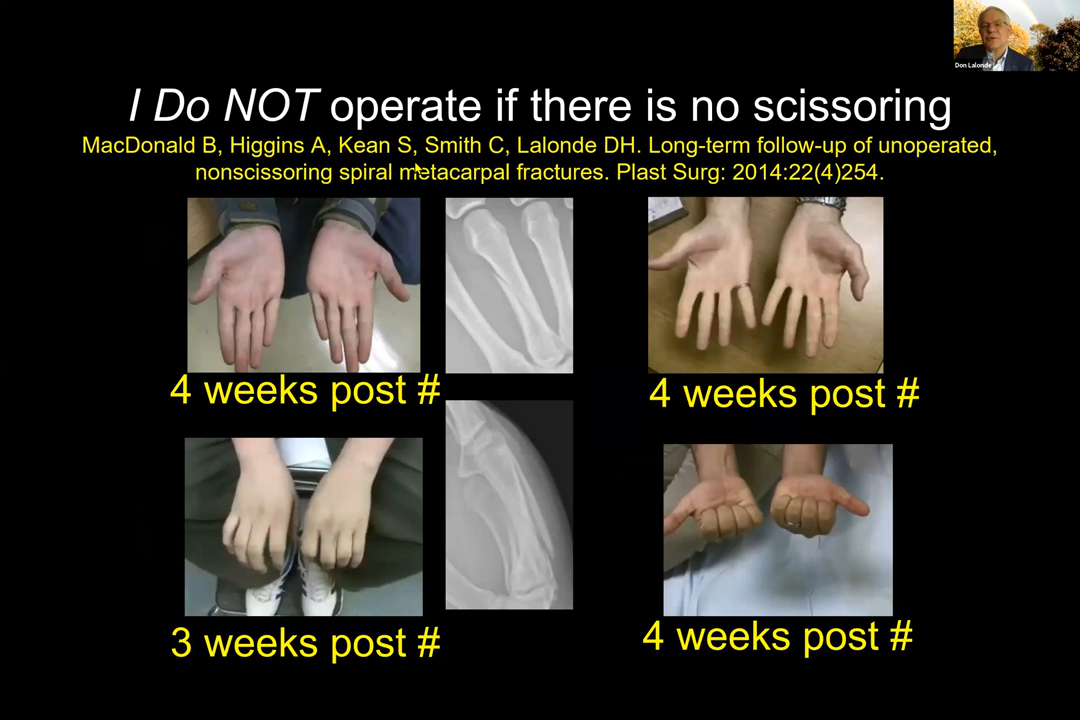 Don Lalonde
I Do NOT operate if there is no scissoring
MacDonald B, Higgins A, Kean S, Smith C, Lalonde DH. Long-term follow-up of unoperated,
nonscissoring spiral metacarpal fractures. Plast Surg: 2014:22(4)254.
4 weeks post #
4 weeks post #
3 weeks post #
4 weeks post #